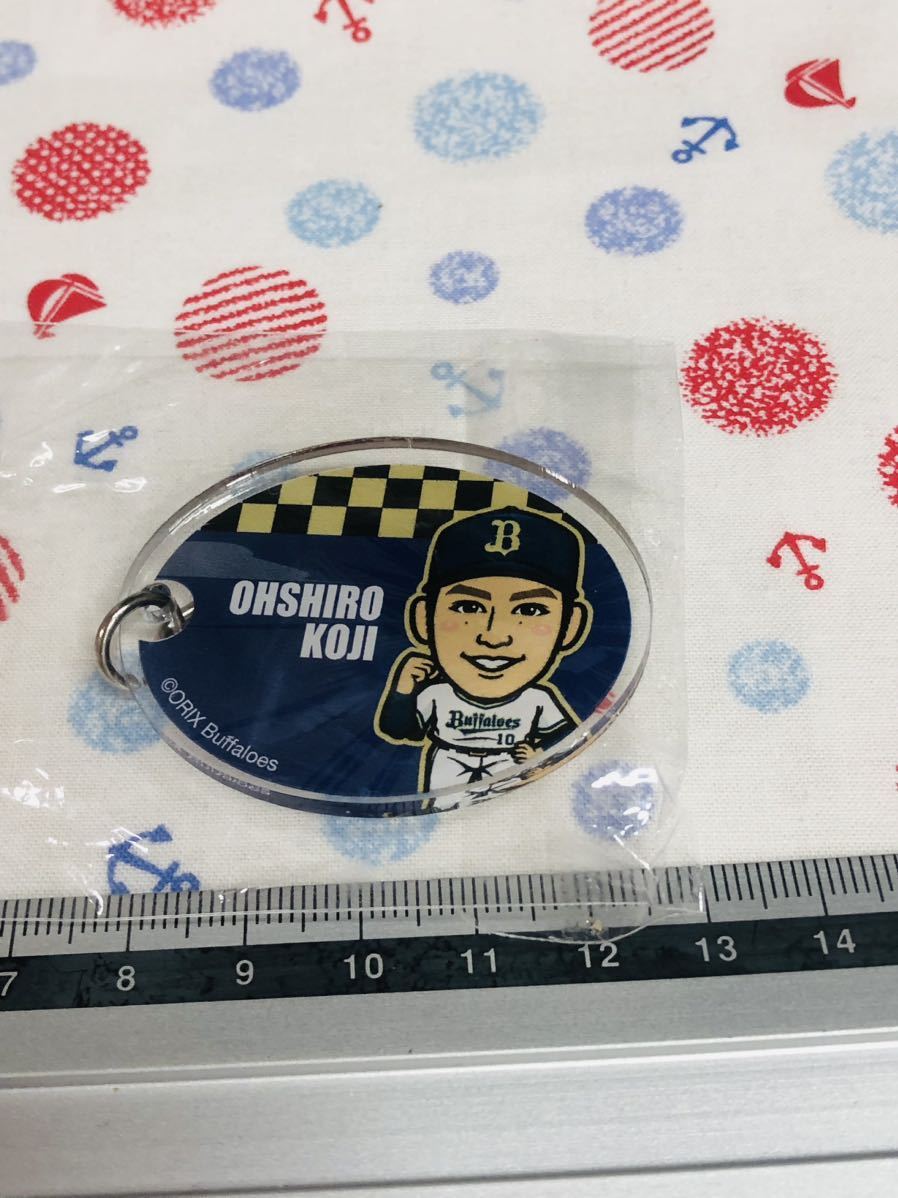 B
OHSHIRO
KOJI
Buffaloes
10
©ORIX Buffaloes
7 8 9 10 11 12 13 14